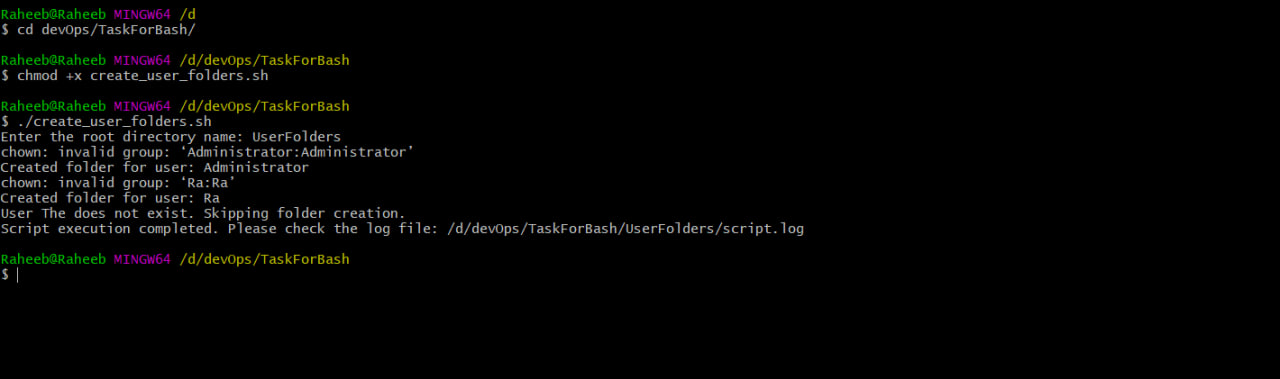 Raheeb@Raheeb MINGW64 /d
$ cd devOps/TaskForBash/
Raheeb@Raheeb MINGW64 /d/devOps/TaskForBash
$ chmod +x create_user_folders.sh
Raheeb@Raheeb MINGW64 /d/devOps/TaskForBash
$ ./create_user_folders.sh
Enter the root directory name: UserFolders
chown: invalid group: ‘Administrator:Administrator’
Created folder for user: Administrator
chown: invalid group: ‘Ra:Ra’
Created folder for user: Ra
User The does not exist. Skipping folder creation.
Script execution completed. Please check the log file: /d/devOps/TaskForBash/UserFolders/script.log
Raheeb@Raheeb MINGW64 /d/devOps/TaskForBash
$